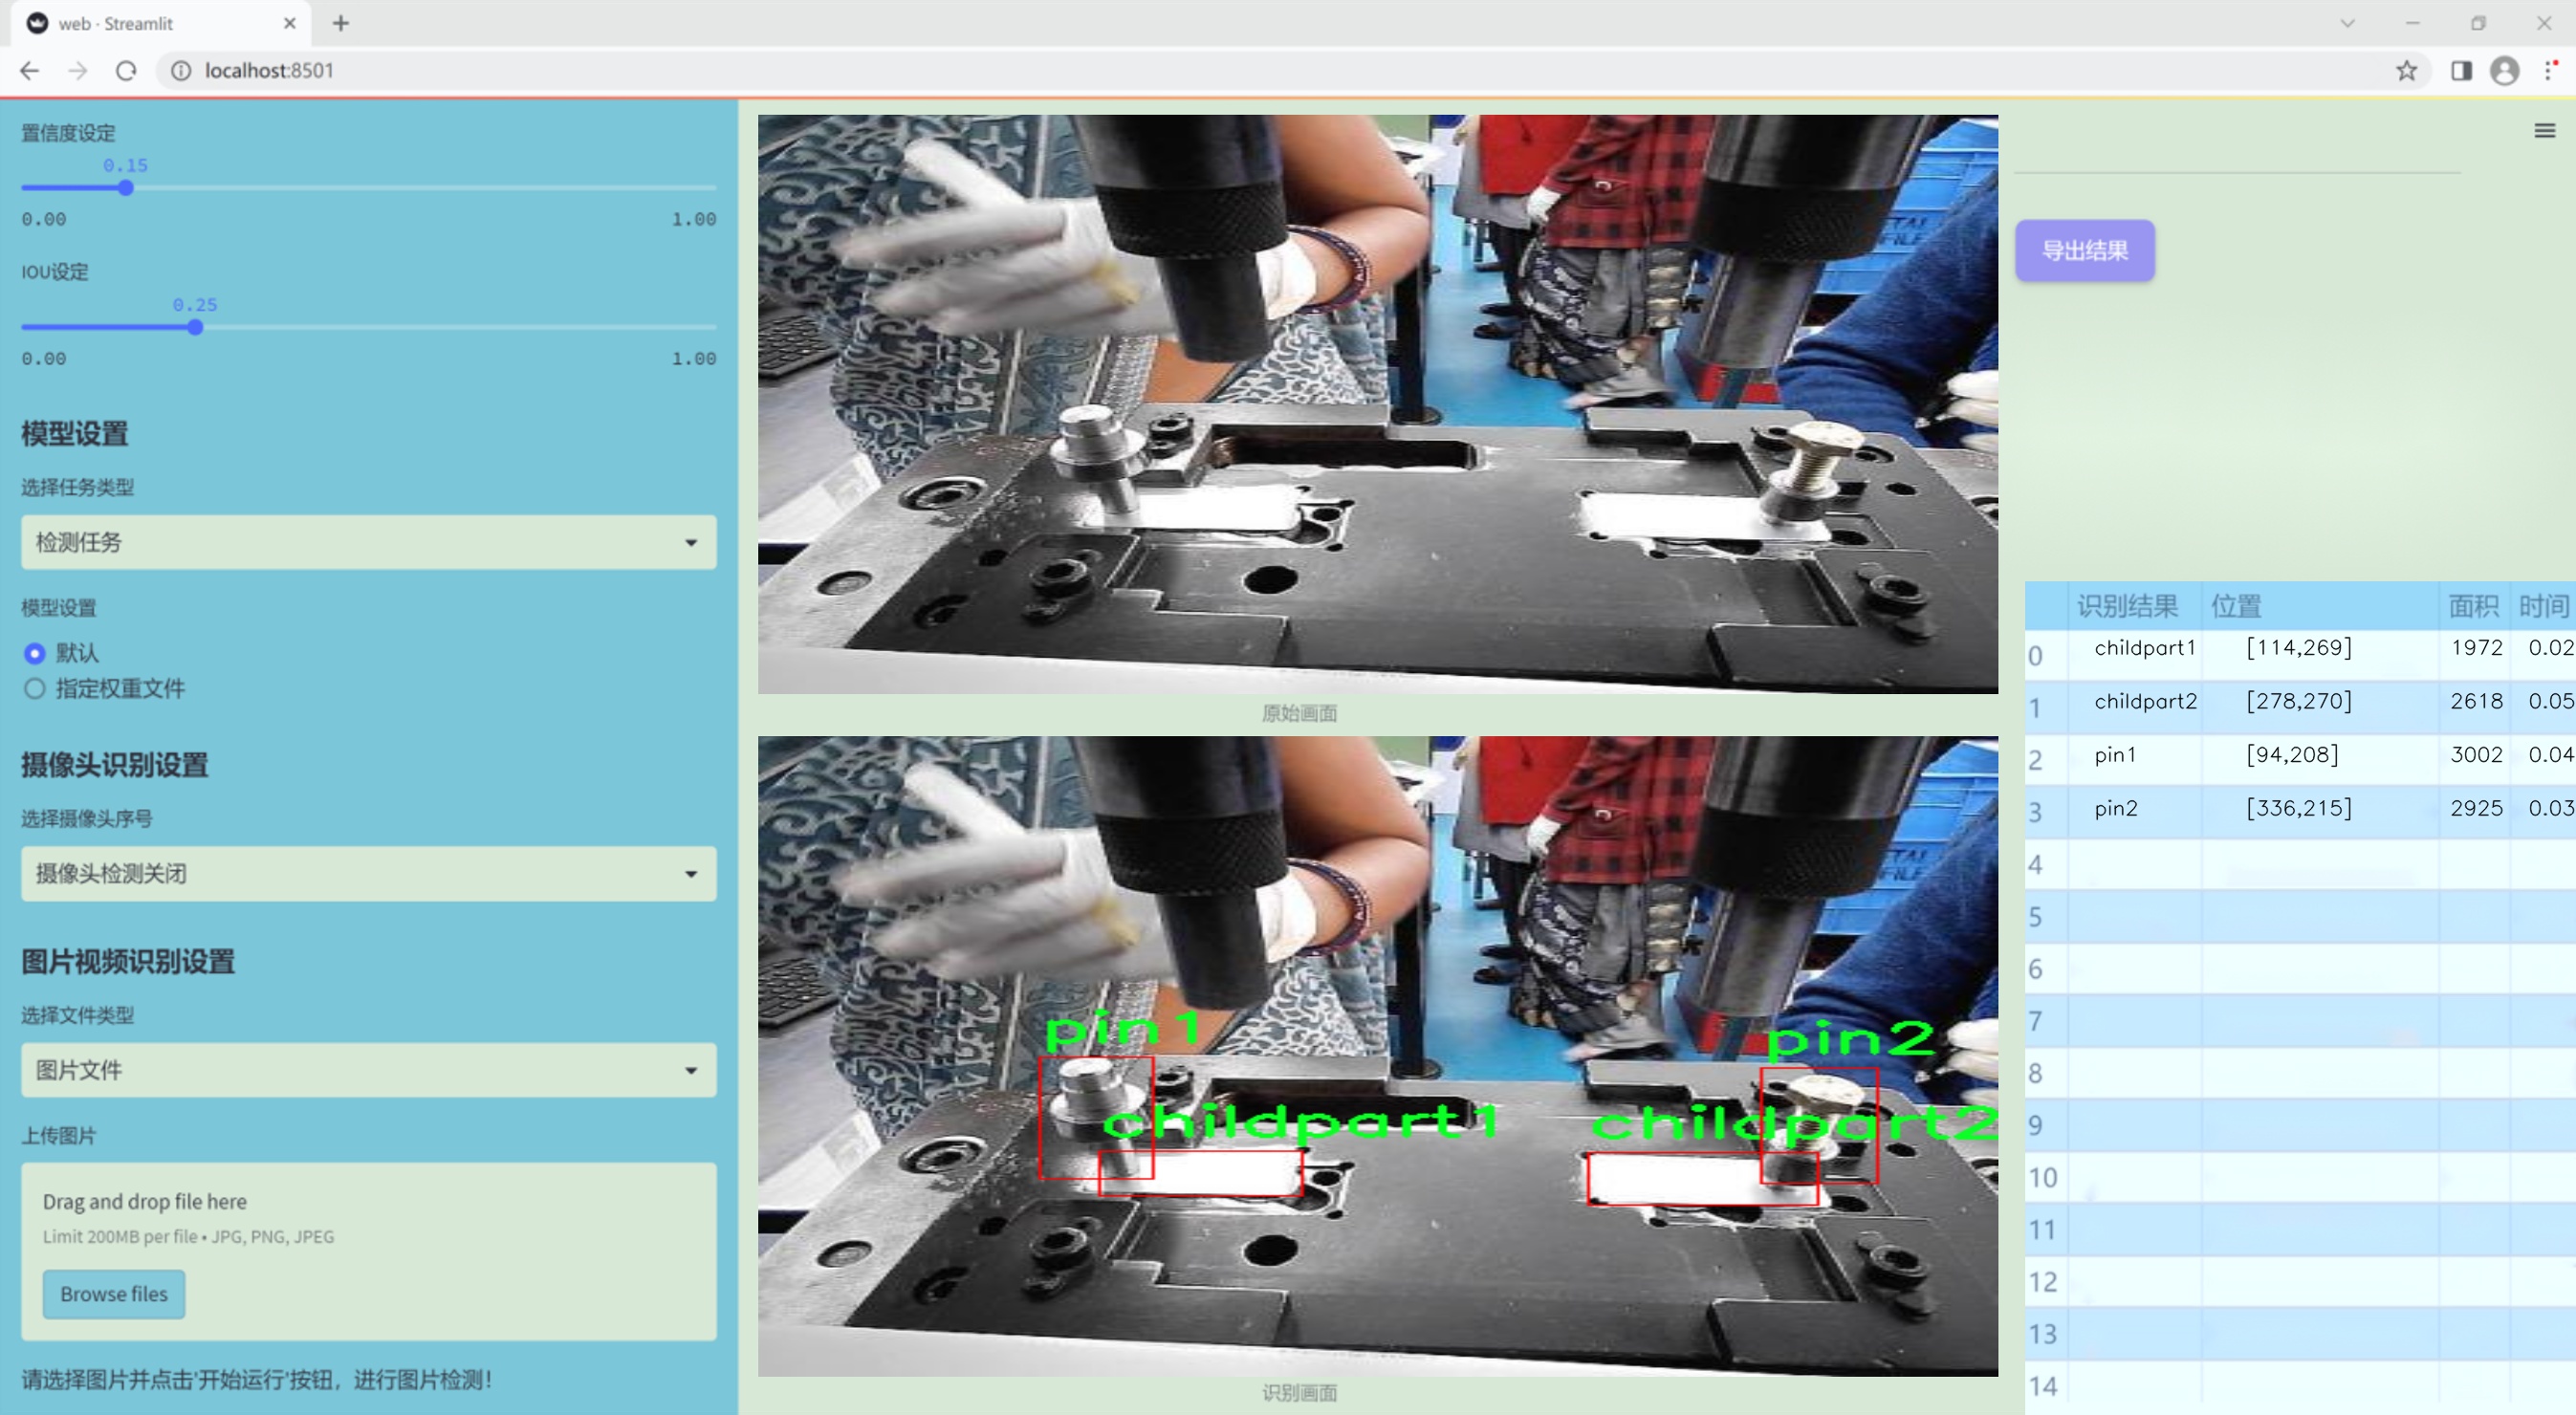 web · Streamlit
localhost:8501
置信度设定
0.15
0.00 1.00
IOU设定
0.25
0.00 1.00
模型设置
选择任务类型
检测任务
模型设置
默认
指定权重文件
摄像头识别设置
选择摄像头序号
摄像头检测关闭
图片视频识别设置
选择文件类型
图片文件
上传图片
Drag and drop file here
Limit 200MB per file • JPG, PNG, JPEG
Browse files
请选择图片并点击'开始运行'按钮，进行图片检测！
原始画面
pin1
pin2
childpart1
childpart2
识别画面
导出结果
识别结果 位置 面积 时间
0 childpart1 [114,269] 1972 0.02
1 childpart2 [278,270] 2618 0.05
2 pin1 [94,208] 3002 0.04
3 pin2 [336,215] 2925 0.03
4
5
6
7
8
9
10
11
12
13
14